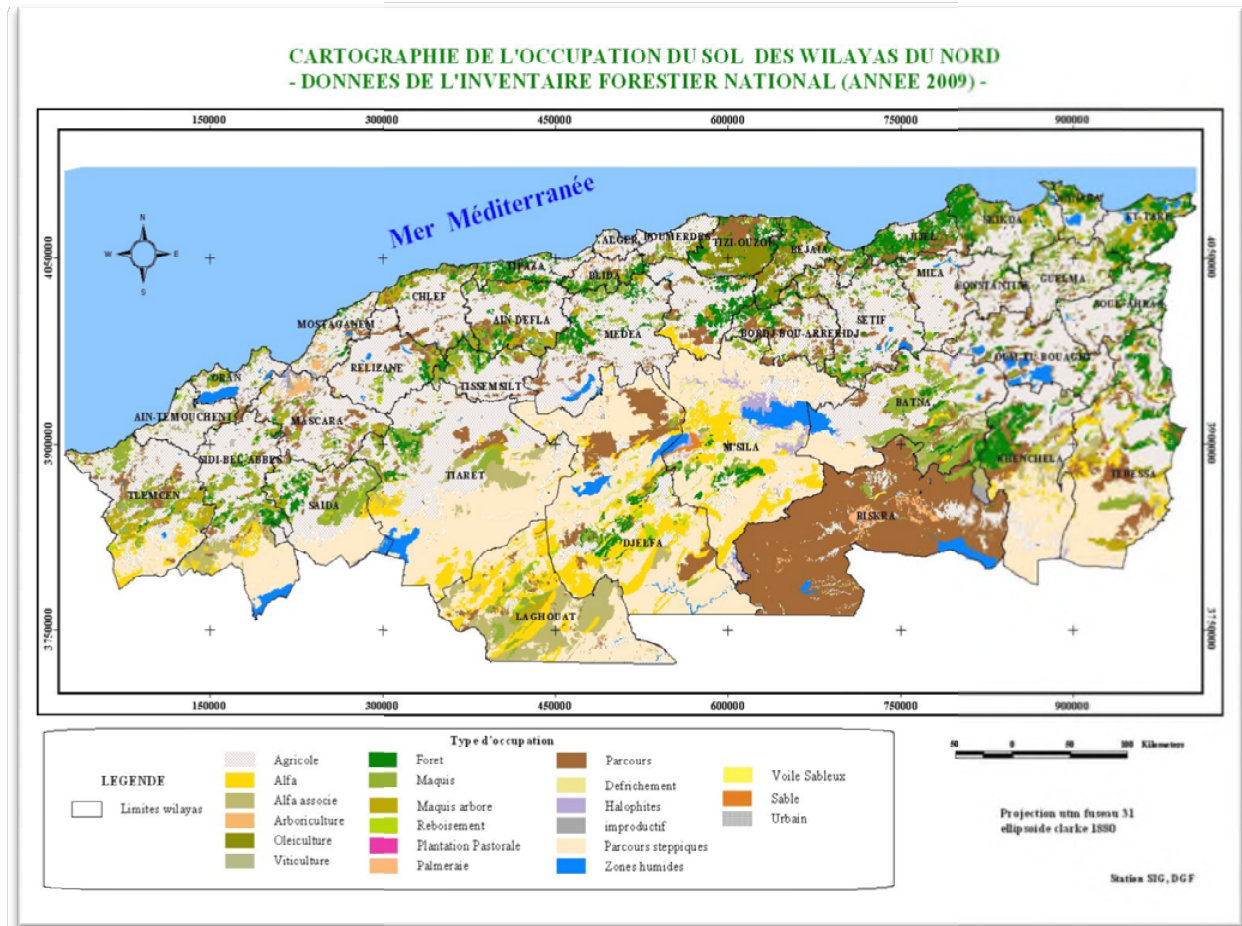 CARTOGRAPHIE DE L'OCCUPATION DU SOL DES WILAYAS DU NORD
- DONNEES DE L'INVENTAIRE FORESTIER NATIONAL (ANNEE 2009) -
150000 300000 450000 600000 750000 900000
Mer Méditerranée
N
W E
S
4050000 4050000
ALGER BOUMERDES TIZI-OUZOU BEJAIA JIJEL SKIKDA ET-TARF
TIPAZA BLIDA MILA CONSTANTINE GUELMA
CHLEF AIN-DEFLA MEDEA BORDJ-BOU-ARRERIDJ SETIF SOUK-AHRAS
MOSTAGANEM
RELIZANE TISSEMSILT OUM-EL-BOUAGHI
ORAN
AIN-TEMOUCHENT MASCARA BATNA
3900000 3900000
SIDI-BEL-ABBES TIARET M'SILA KHENCHELA TEBESSA
TLEMCEN SAIDA BISKRA
DJELFA
LAGHOUAT
3750000 3750000
150000 300000 450000 600000 750000 900000
Type d'occupation
LEGENDE
Limites wilayas
Agricole
Alfa
Alfa associe
Arboriculture
Oleiculture
Viticulture
Foret
Maquis
Maquis arbore
Reboisement
Plantation Pastorale
Palmeraie
Parcours
Defrichement
Halophites
improductif
Parcours steppiques
Zones humides
Voile Sableux
Sable
Urbain
50 0 50 100 Kilometers
Projection utm fuseau 31
ellipsoide clarke 1880
Station SIG, DGF